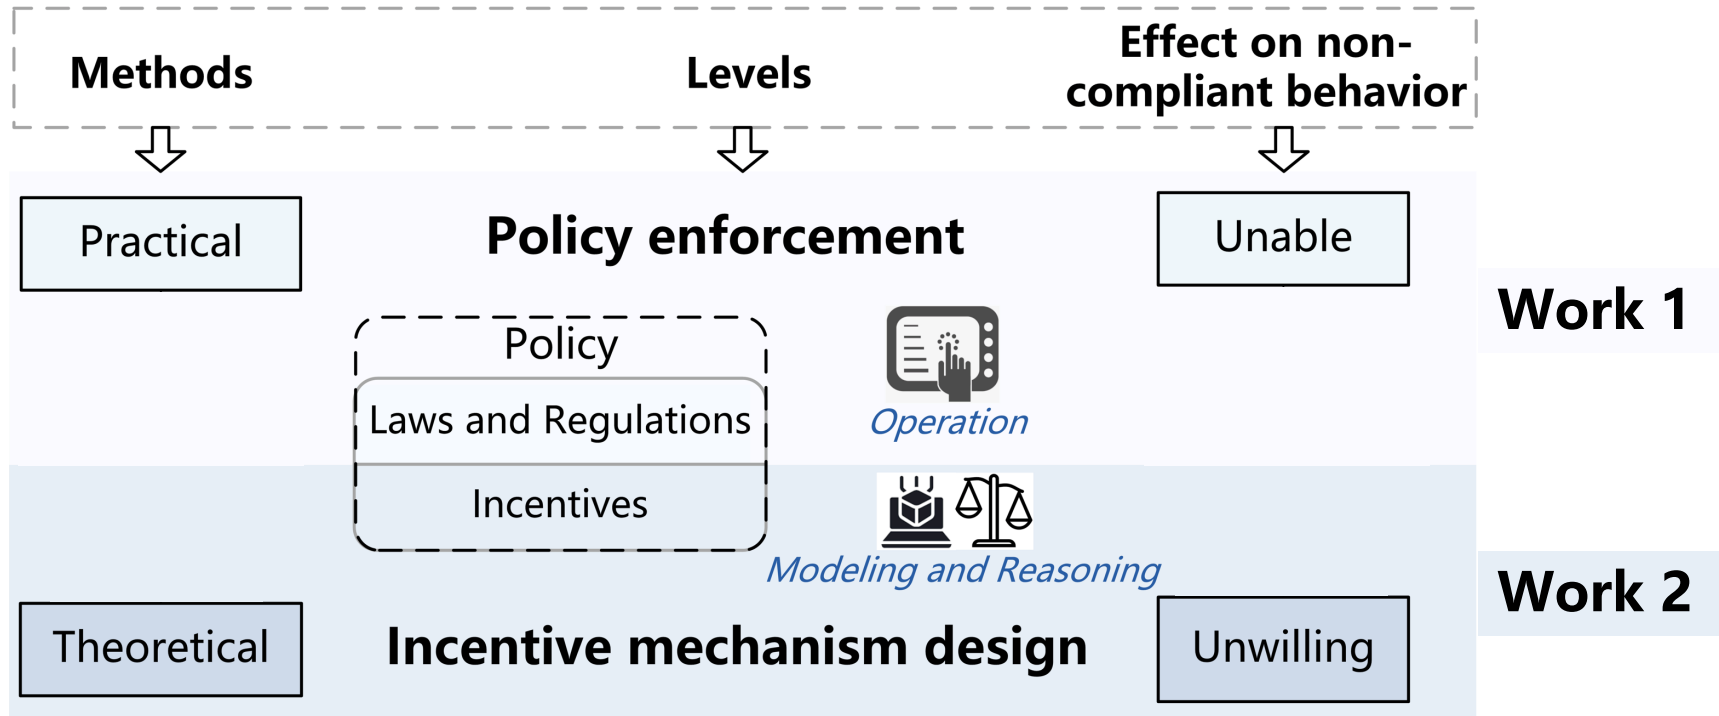 Methods
Levels
Effect on non-
compliant behavior
Practical
Policy enforcement
Unable
Work 1
Policy
Laws and Regulations
Operation
Incentives
Modeling and Reasoning
Work 2
Theoretical
Incentive mechanism design
Unwilling